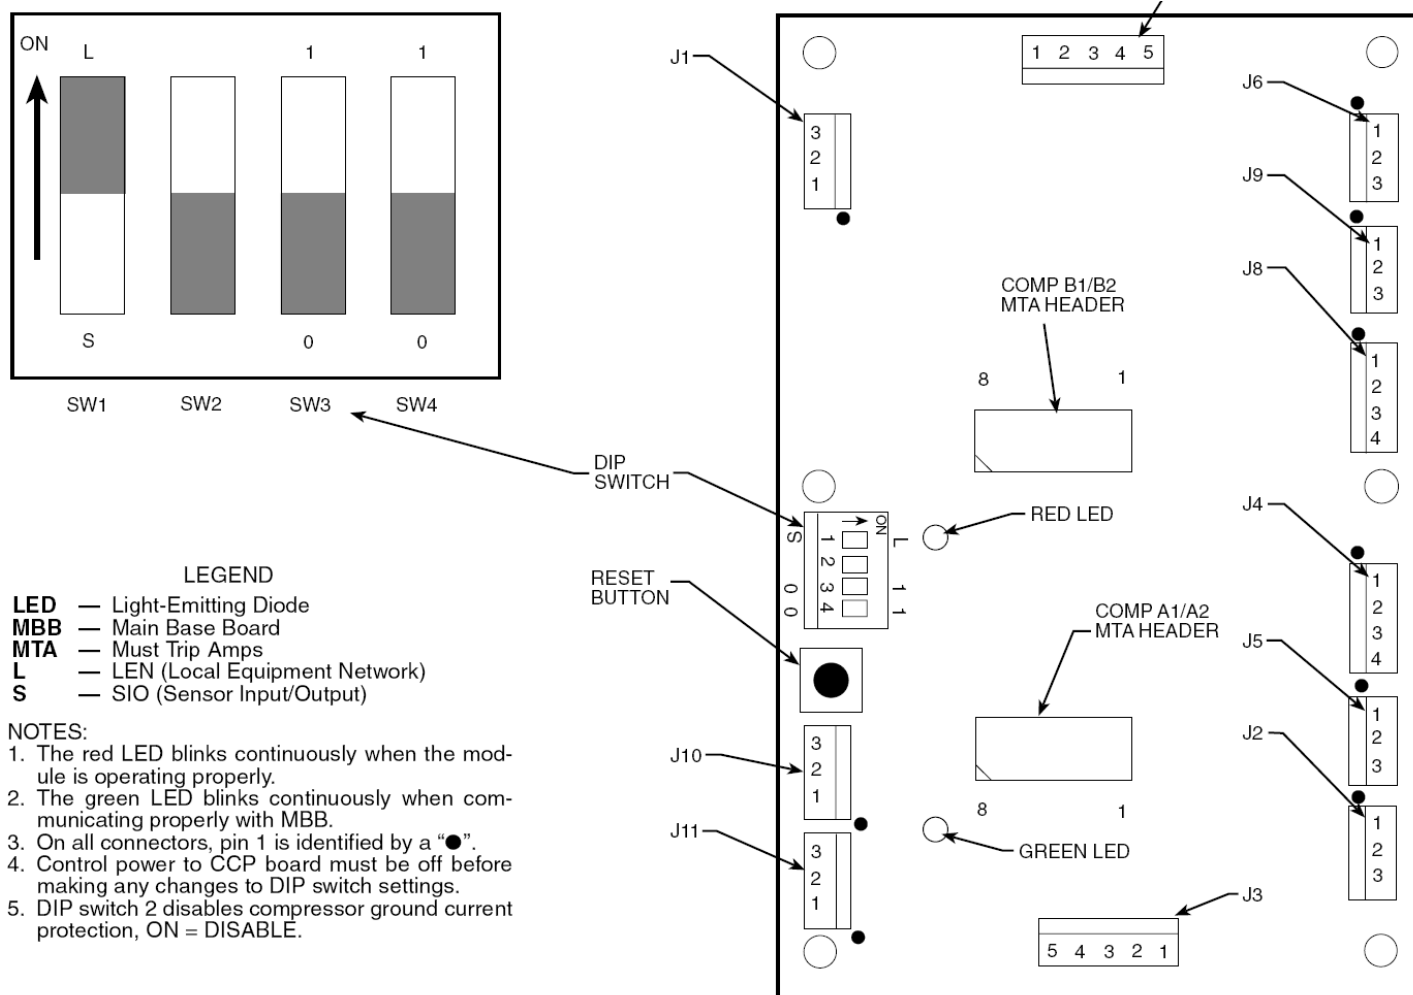 ON
L
1
1
S
0
0
SW1
SW2
SW3
SW4
DIP
SWITCH
LEGEND
LED — Light-Emitting Diode
MBB — Main Base Board
MTA — Must Trip Amps
L — LEN (Local Equipment Network)
S — SIO (Sensor Input/Output)
NOTES:
1. The red LED blinks continuously when the mod-
ule is operating properly.
2. The green LED blinks continuously when com-
municating properly with MBB.
3. On all connectors, pin 1 is identified by a “●”.
4. Control power to CCP board must be off before
making any changes to DIP switch settings.
5. DIP switch 2 disables compressor ground current
protection, ON = DISABLE.
J1
3
2
1
1 2 3 4 5
J6
1
2
3
J9
1
2
3
J8
1
2
3
4
COMP B1/B2
MTA HEADER
8 1
RED LED
S 1 ON L
2
0 3 1
0 4 1
RESET
BUTTON
COMP A1/A2
MTA HEADER
8 1
GREEN LED
J4
1
2
3
4
J5
1
2
3
J2
1
2
3
J10
3
2
1
J11
3
2
1
J3
5 4 3 2 1